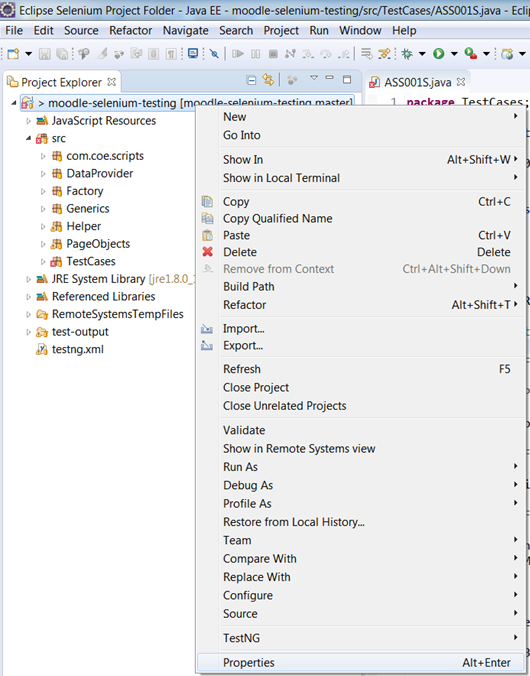 Eclipse Selenium Project Folder - Java EE - moodle-selenium-testing/src/TestCases/ASS001S.java - Ecli
File Edit Source Refactor Navigate Search Project Run Window Help
Project Explorer
ASS001S.java
> moodle-selenium-testing [moodle-selenium-testing master]
1 package TestCases;
JavaScript Resources
src
com.coe.scripts
DataProvider
Factory
Generics
Helper
PageObjects
TestCases
JRE System Library [jre1.8.0_
Referenced Libraries
RemoteSystemsTempFiles
test-output
testng.xml
New
Go Into
Show In Alt+Shift+W
Show in Local Terminal
Copy Ctrl+C
Copy Qualified Name
Paste Ctrl+V
Delete Delete
Remove from Context Ctrl+Alt+Shift+Down
Build Path
Refactor Alt+Shift+T
Import...
Export...
Refresh F5
Close Project
Close Unrelated Projects
Validate
Show in Remote Systems view
Run As
Debug As
Profile As
Restore from Local History...
Team
Compare With
Replace With
Configure
Source
TestNG
Properties Alt+Enter